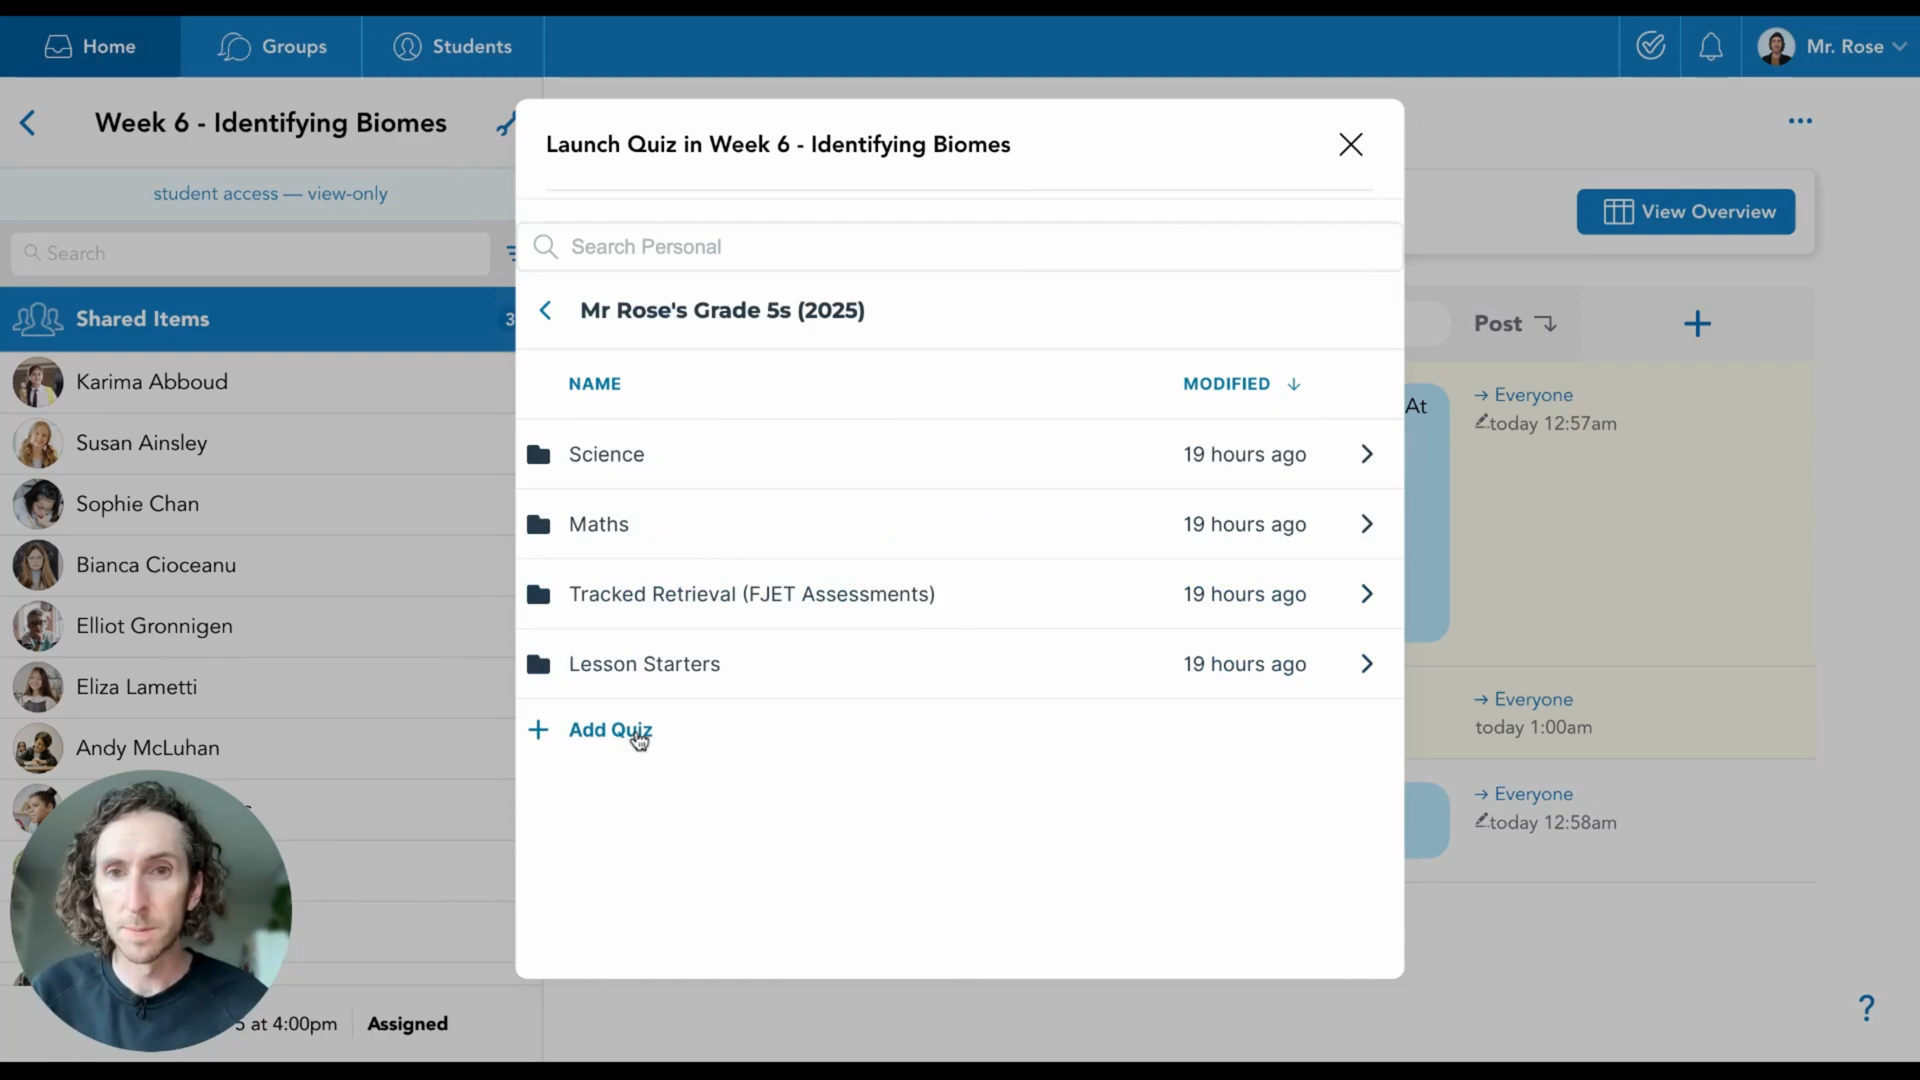 Home
Groups
Students
Mr. Rose
Week 6 - Identifying Biomes
student access — view-only
Search
Shared Items
3
Karima Abboud
Susan Ainsley
Sophie Chan
Bianca Cioceanu
Elliot Gronnigen
Eliza Lametti
Andy McLuhan
5 at 4:00pm
Assigned
Launch Quiz in Week 6 - Identifying Biomes
Search Personal
Mr Rose's Grade 5s (2025)
NAME
MODIFIED
Science
19 hours ago
Maths
19 hours ago
Tracked Retrieval (FJET Assessments)
19 hours ago
Lesson Starters
19 hours ago
+ Add Quiz
View Overview
Post
+
At
→ Everyone
today 12:57am
→ Everyone
today 1:00am
→ Everyone
today 12:58am
?